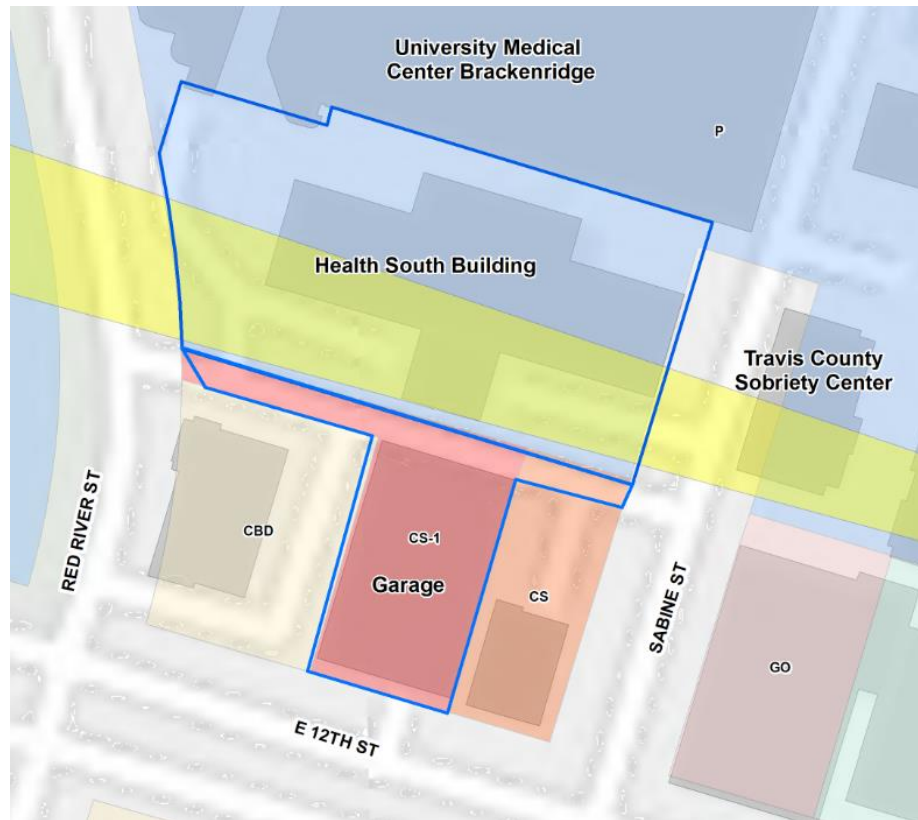 University Medical
Center Brackenridge
P
Health South Building
Travis County
Sobriety Center
RED RIVER ST
CBD
CS-1
Garage
CS
SABINE ST
GO
E 12TH ST